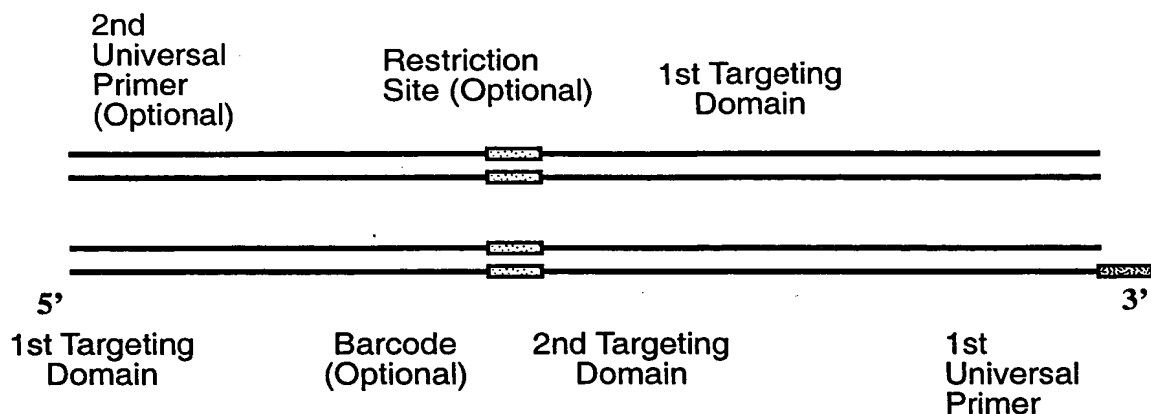 2nd
Universal
Primer
(Optional)
Restriction
Site (Optional)
1st Targeting
Domain
5’
3’
1st Targeting
Domain
Barcode
(Optional)
2nd Targeting
Domain
1st
Universal
Primer